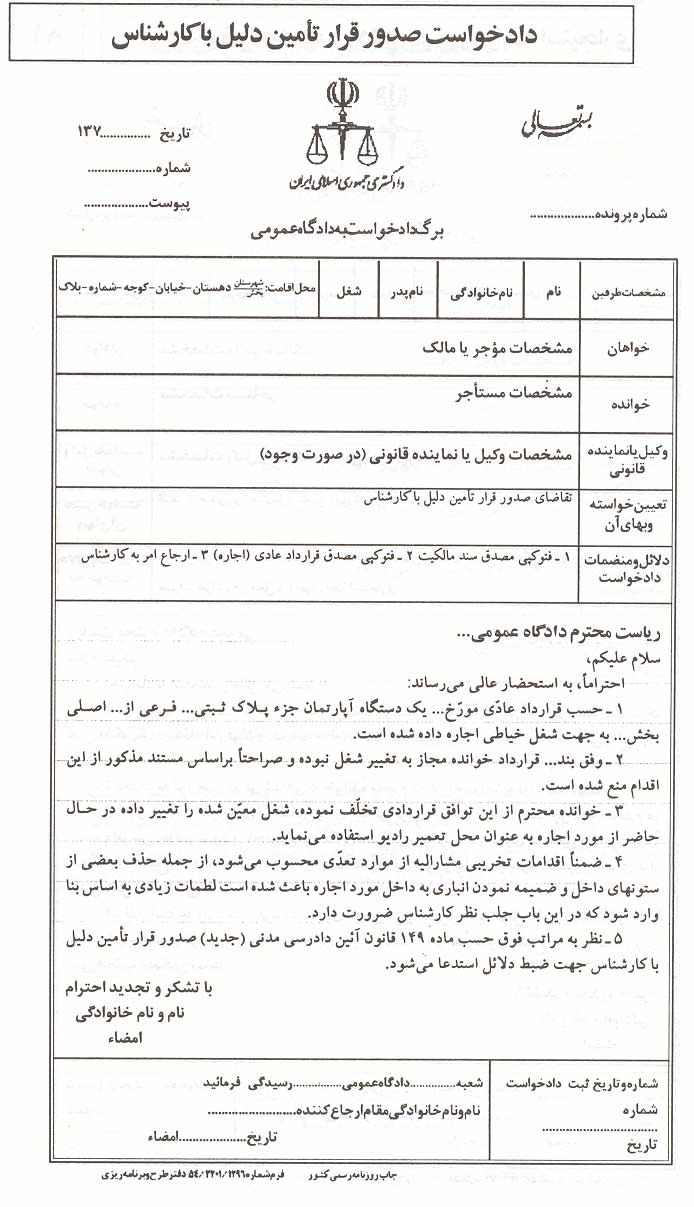 دادخواست صدور قرار تأمین دلیل با کارشناس
بسمه تعالی
دادگستری جمهوری اسلامی ایران
تاریخ ..............۱۳۷
شماره....................
پیوست....................
شماره پرونده...................
برگ دادخواست به دادگاه عمومی
مشخصات طرفین نام نام خانوادگی نام پدر شغل محل اقامت: شهرستان بخش دهستان-خیابان-کوچه-شماره-پلاک
خواهان مشخصات مؤجر یا مالک
خوانده مشخصات مستأجر
وکیل یا نماینده قانونی مشخصات وکیل یا نماینده قانونی (در صورت وجود)
تعیین خواسته وبهای آن تقاضای صدور قرار تأمین دلیل با کارشناس
دلائل و منضمات دادخواست ۱ ـ فتوکپی مصدق سند مالکیت ۲ ـ فتوکپی مصدق قرارداد عادی (اجاره) ۳ ـ ارجاع امر به کارشناس
ریاست محترم دادگاه عمومی...
سلام علیکم،
احتراماً، به استحضار عالی می‌رساند:
۱ ـ حسب قرارداد عادّی مورّخ... یک دستگاه آپارتمان جزء پلاک ثبتی... فرعی از... اصلی
بخش... به جهت شغل خیاطی اجاره داده شده است.
۲ ـ وفق بند... قرارداد خوانده مجاز به تغییر شغل نبوده و صراحتاً براساس مستند مذکور از این
اقدام منع شده است.
۳ ـ خوانده محترم از این توافق قراردادی تخلّف نموده، شغل معیّن شده را تغییر داده در حال
حاضر از مورد اجاره به عنوان محل تعمیر رادیو استفاده می‌نماید.
۴ ـ ضمناً اقدامات تخریبی مشارالیه از موارد تعدّی محسوب می‌شود، از جمله حذف بعضی از
ستونهای داخل و ضمیمه نمودن انباری به داخل مورد اجاره باعث شده است لطمات زیادی به اساس بنا
وارد شود که در این باب جلب نظر کارشناس ضرورت دارد.
۵ ـ نظر به مراتب فوق حسب ماده ۱۴۹ قانون آئین دادرسی مدنی (جدید) صدور قرار تأمین دلیل
با کارشناس جهت ضبط دلائل استدعا می‌شود.
با تشکر و تجدید احترام
نام و نام خانوادگی
امضاء
شماره و تاریخ ثبت دادخواست
شماره
..............................
تاریخ
شعبه.............دادگاه عمومی..............رسیدگی فرمائید
نام و نام خانوادگی مقام ارجاع کننده.........................
تاریخ....................امضاء
چاپ روزنامه رسمی کشور فرم شماره ۵۴/۲۲۰۱/۱۲۹۶ دفتر طرح و برنامه ریزی